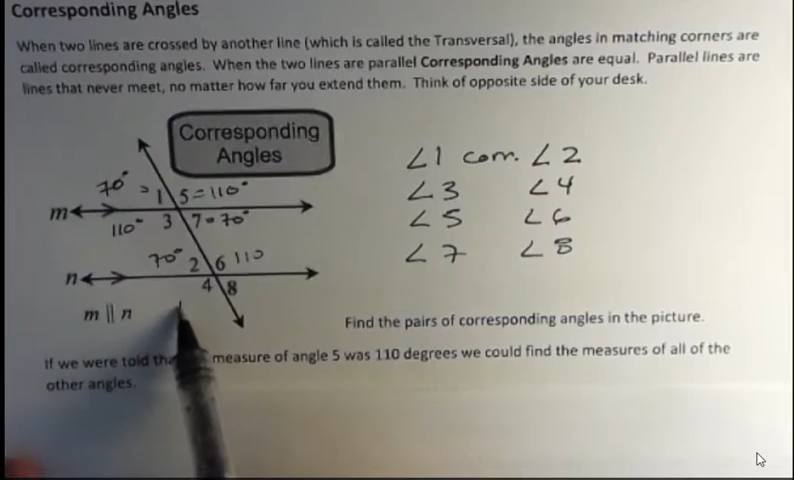 Corresponding Angles
When two lines are crossed by another line (which is called the Transversal), the angles in matching corners are
called corresponding angles. When the two lines are parallel Corresponding Angles are equal. Parallel lines are
lines that never meet, no matter how far you extend them. Think of opposite side of your desk.
Corresponding
Angles
∠1 corr. ∠2
∠3 ∠4
∠5 ∠6
∠7 ∠8
70° = 1 5 = 110°
m
110° 3 7 = 70°
70° 2 6 110
n
4 8
m || n
Find the pairs of corresponding angles in the picture.
If we were told measure of angle 5 was 110 degrees we could find the measures of all of the
other angles.